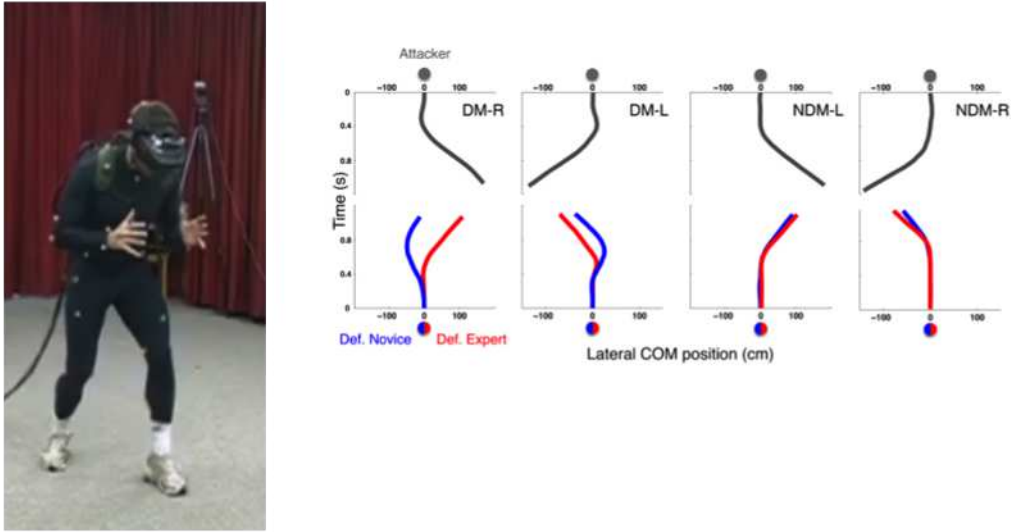 Attacker
−100 0 100
−100 0 100
−100 0 100
−100 0 100
DM-R
DM-L
NDM-L
NDM-R
0
0.4
0.8
Time (s)
0.8
0.4
0
−100 0 100
−100 0 100
−100 0 100
−100 0 100
Def. Novice
Def. Expert
Lateral COM position (cm)